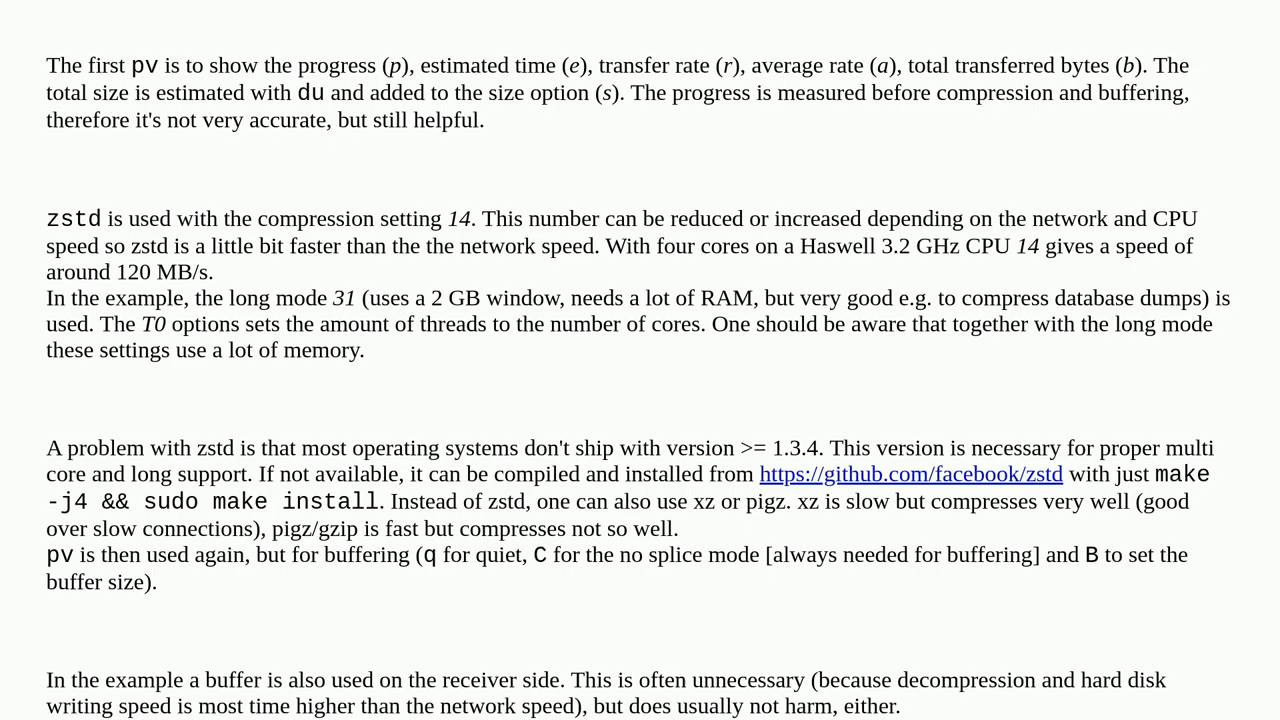 The first pv is to show the progress (p), estimated time (e), transfer rate (r), average rate (a), total transferred bytes (b). The
total size is estimated with du and added to the size option (s). The progress is measured before compression and buffering,
therefore it's not very accurate, but still helpful.
zstd is used with the compression setting 14. This number can be reduced or increased depending on the network and CPU
speed so zstd is a little bit faster than the the network speed. With four cores on a Haswell 3.2 GHz CPU 14 gives a speed of
around 120 MB/s.
In the example, the long mode 31 (uses a 2 GB window, needs a lot of RAM, but very good e.g. to compress database dumps) is
used. The T0 options sets the amount of threads to the number of cores. One should be aware that together with the long mode
these settings use a lot of memory.
A problem with zstd is that most operating systems don't ship with version >= 1.3.4. This version is necessary for proper multi
core and long support. If not available, it can be compiled and installed from https://github.com/facebook/zstd with just make
-j4 && sudo make install. Instead of zstd, one can also use xz or pigz. xz is slow but compresses very well (good
over slow connections), pigz/gzip is fast but compresses not so well.
pv is then used again, but for buffering (q for quiet, C for the no splice mode [always needed for buffering] and B to set the
buffer size).
In the example a buffer is also used on the receiver side. This is often unnecessary (because decompression and hard disk
writing speed is most time higher than the network speed), but does usually not harm, either.